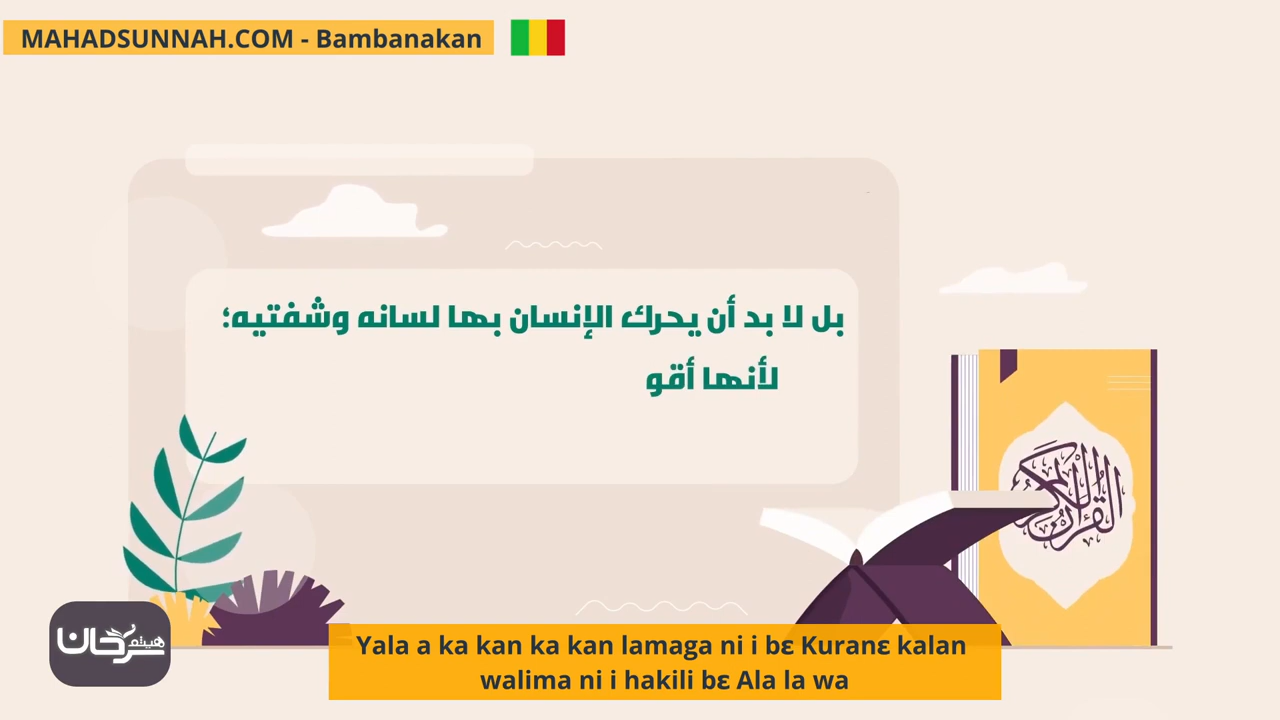 MAHADSUNNAH.COM - Bambanakan
بل لا بد أن يحرك الإنسان بها لسانه وشفتيه؛
لأنها أقو
القرآن الكريم
هيثم سرحان
Yala a ka kan ka kan lamaga ni i bɛ Kuranɛ kalan
walima ni i hakili bɛ Ala la wa